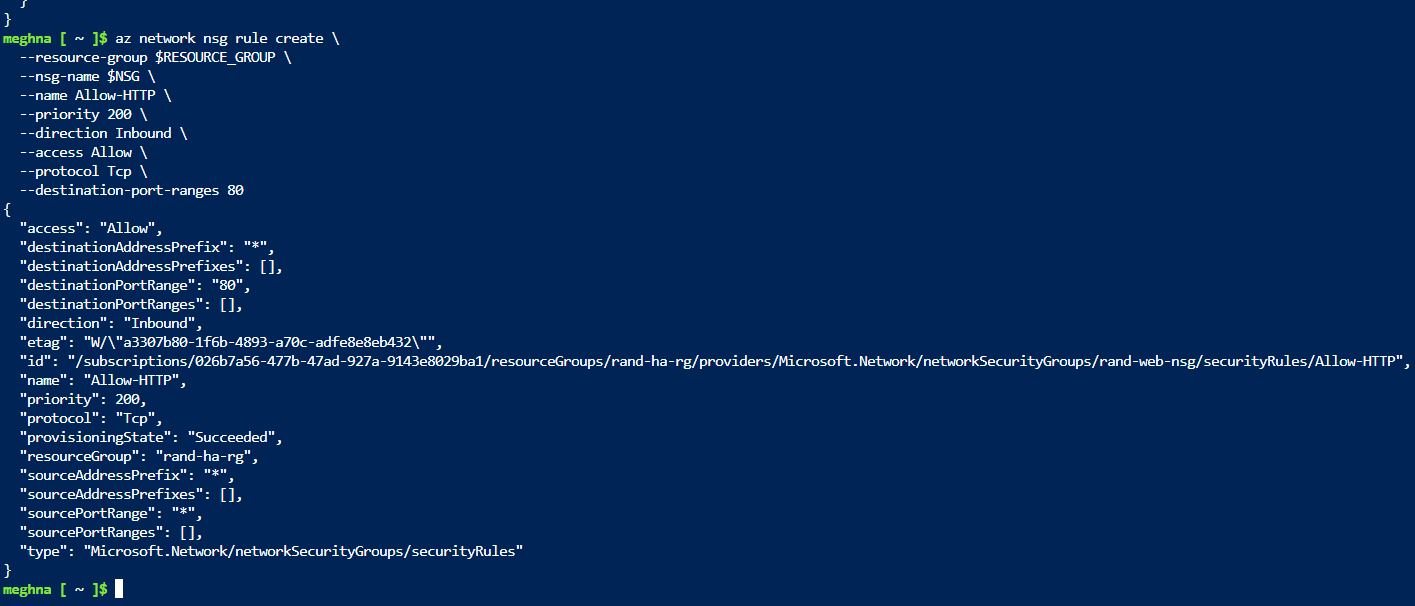 }
}
meghna [ ~ ]$ az network nsg rule create \
  --resource-group $RESOURCE_GROUP \
  --nsg-name $NSG \
  --name Allow-HTTP \
  --priority 200 \
  --direction Inbound \
  --access Allow \
  --protocol Tcp \
  --destination-port-ranges 80
{
  "access": "Allow",
  "destinationAddressPrefix": "*",
  "destinationAddressPrefixes": [],
  "destinationPortRange": "80",
  "destinationPortRanges": [],
  "direction": "Inbound",
  "etag": "W/\"a3307b80-1f6b-4893-a70c-adfe8e8eb432\"",
  "id": "/subscriptions/026b7a56-477b-47ad-927a-9143e8029ba1/resourceGroups/rand-ha-rg/providers/Microsoft.Network/networkSecurityGroups/rand-web-nsg/securityRules/Allow-HTTP",
  "name": "Allow-HTTP",
  "priority": 200,
  "protocol": "Tcp",
  "provisioningState": "Succeeded",
  "resourceGroup": "rand-ha-rg",
  "sourceAddressPrefix": "*",
  "sourceAddressPrefixes": [],
  "sourcePortRange": "*",
  "sourcePortRanges": [],
  "type": "Microsoft.Network/networkSecurityGroups/securityRules"
}
meghna [ ~ ]$